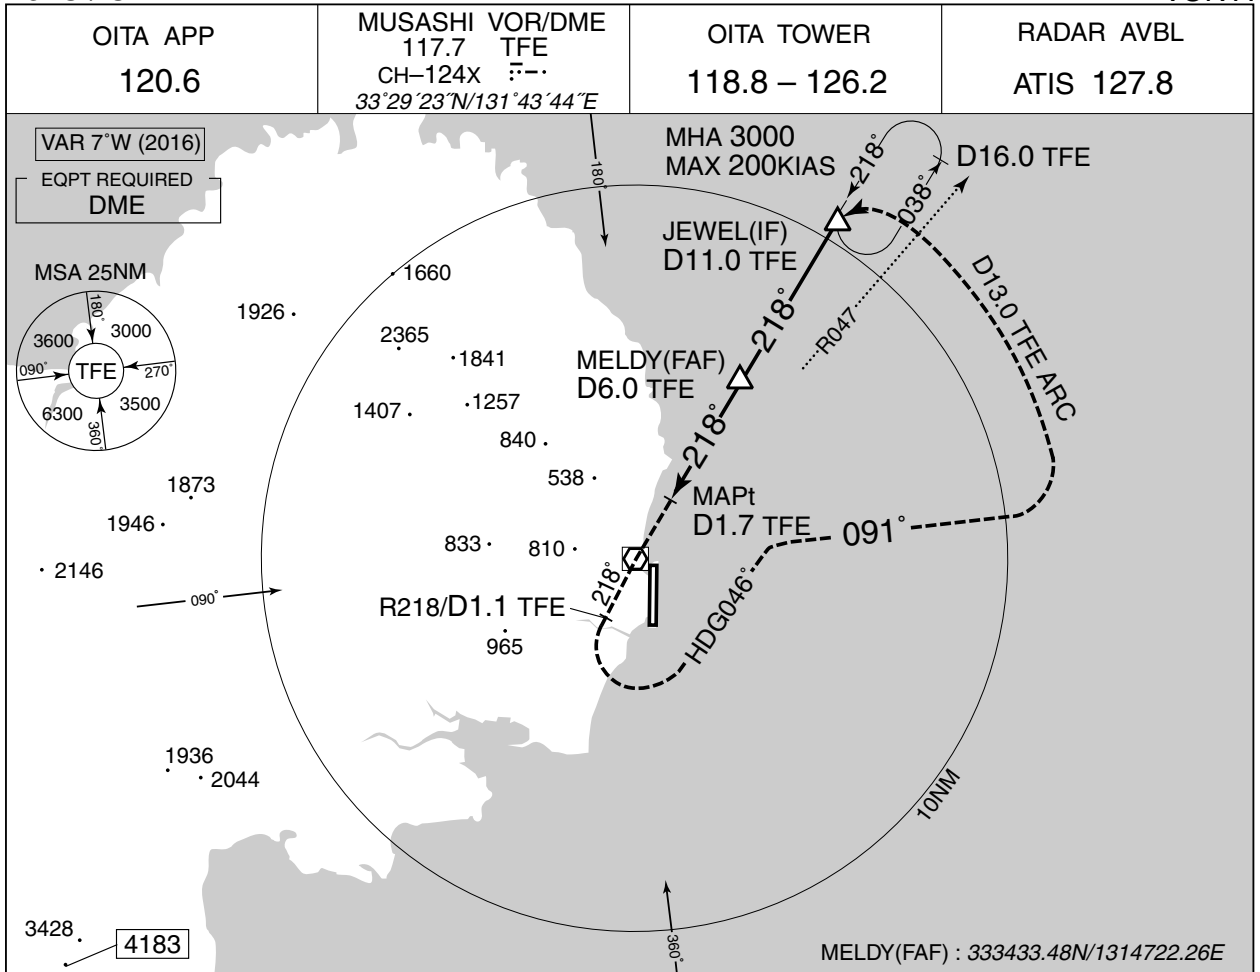 OITA APP
120.6
MUSASHI VOR/DME
117.7 TFE
CH–124X
33°29´23˝N/131°43´44˝E
OITA TOWER
118.8 – 126.2
RADAR AVBL
ATIS 127.8
VAR 7°W (2016)
EQPT REQUIRED
DME
MSA 25NM
180°
3600
3000
090°
TFE
270°
6300
3500
360°
180°
MHA 3000
MAX 200KIAS
218°
038°
D16.0 TFE
JEWEL(IF)
D11.0 TFE
218°
R047
D13.0 TFE ARC
MELDY(FAF)
D6.0 TFE
218°
MAPt
D1.7 TFE
091°
HDG046°
218°
R218/D1.1 TFE
1660
1926
2365
1841
1407
1257
840
538
1873
1946
833
810
2146
090°
965
1936
2044
10NM
3428
4183
360°
MELDY(FAF) : 333433.48N/1314722.26E